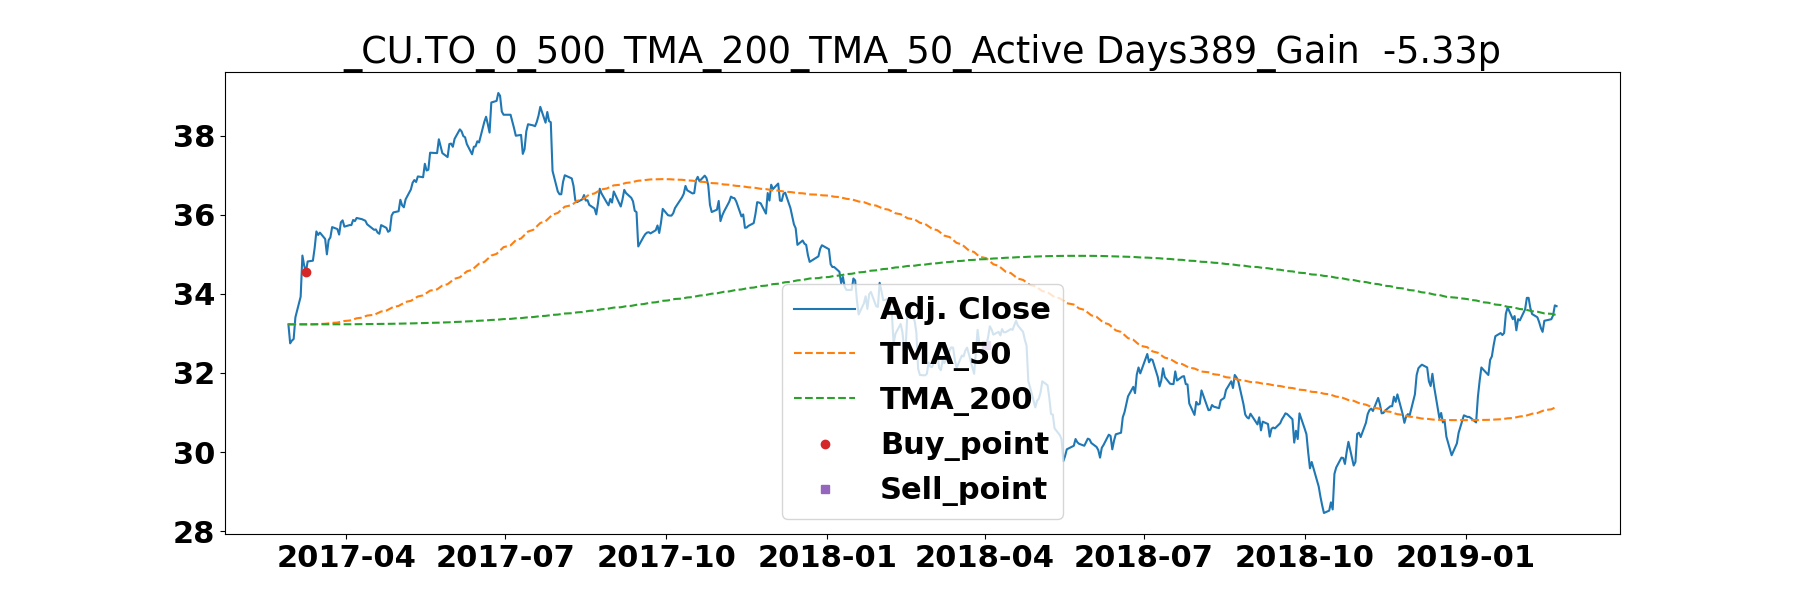 _CU.TO_0_500_TMA_200_TMA_50_Active Days389_Gain  -5.33p
38
36
34
32
30
28
Adj. Close
TMA_50
TMA_200
Buy_point
Sell_point
2017-04 2017-07 2017-10 2018-01 2018-04 2018-07 2018-10 2019-01